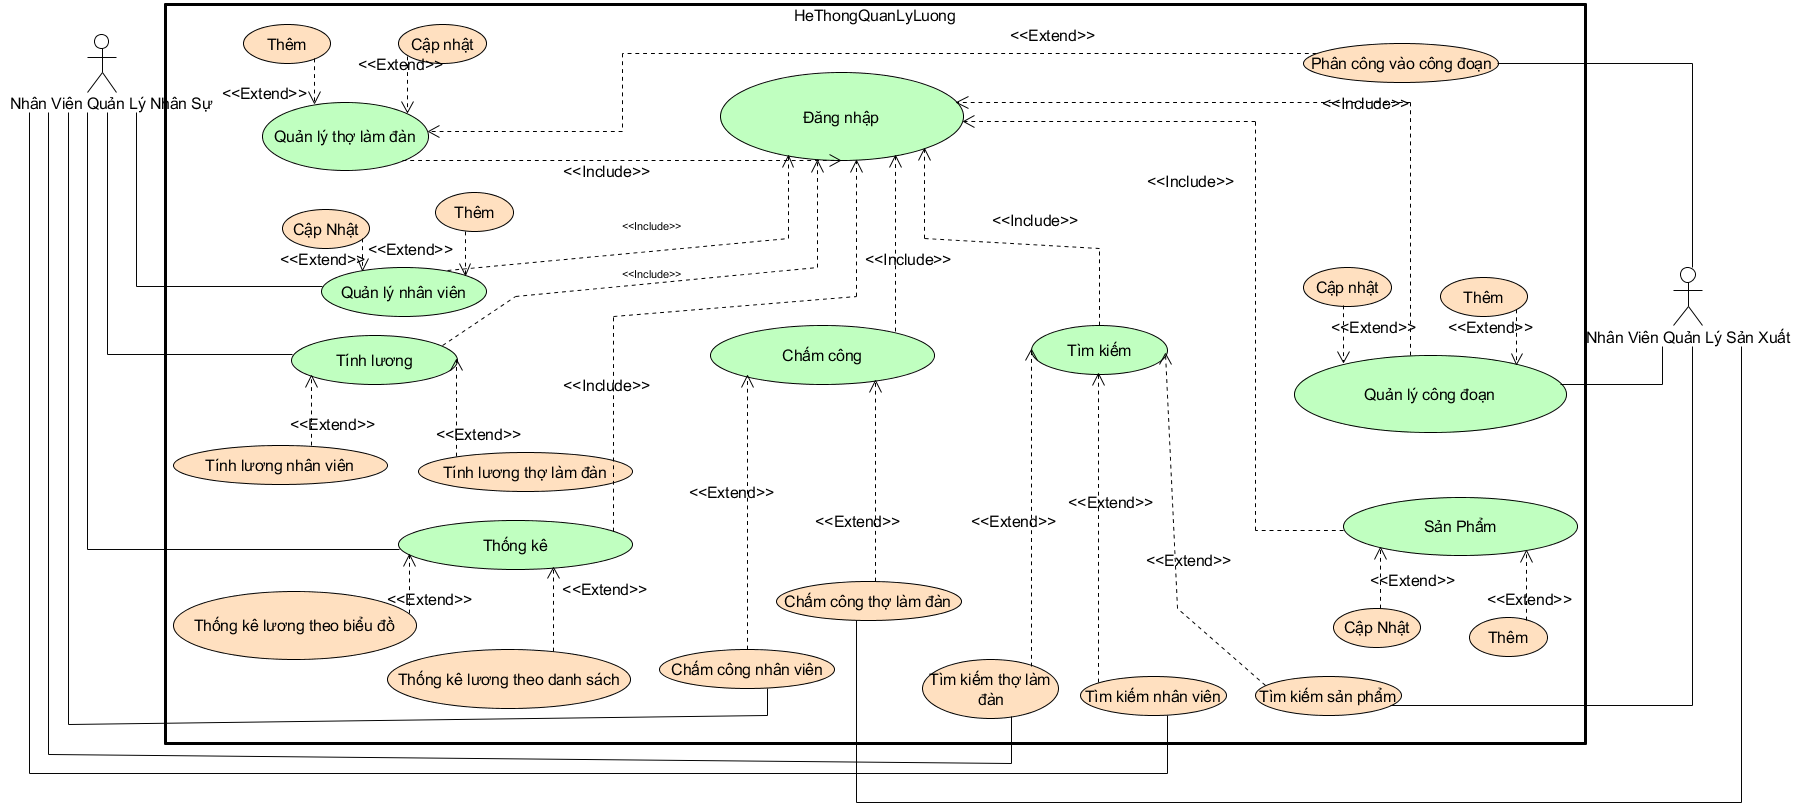 HeThongQuanLyLuong
Thêm
Cập nhật
<<Extend>>
<<Extend>>
<<Extend>>
Phân công vào công đoạn
Nhân Viên Quản Lý Nhân Sự
Quản lý thợ làm đàn
Đăng nhập
<<Include>>
<<Include>>
<<Include>>
Cập Nhật
Thêm
<<Include>>
<<Include>>
<<Extend>>
<<Extend>>
<<Include>>
<<Include>>
Quản lý nhân viên
Cập nhật
Thêm
<<Extend>>
<<Extend>>
Nhân Viên Quản Lý Sản Xuất
Tính lương
Chấm công
Tìm kiếm
<<Include>>
Quản lý công đoạn
<<Extend>>
<<Extend>>
Tính lương nhân viên
Tính lương thợ làm đàn
<<Extend>>
<<Extend>>
<<Extend>>
<<Extend>>
Sản Phẩm
Thống kê
<<Extend>>
<<Extend>>
<<Extend>>
<<Extend>>
<<Extend>>
Chấm công thợ làm đàn
Thống kê lương theo biểu đồ
Cập Nhật
Thêm
Chấm công nhân viên
Thống kê lương theo danh sách
Tìm kiếm thợ làm
đàn
Tìm kiếm nhân viên
Tìm kiếm sản phẩm